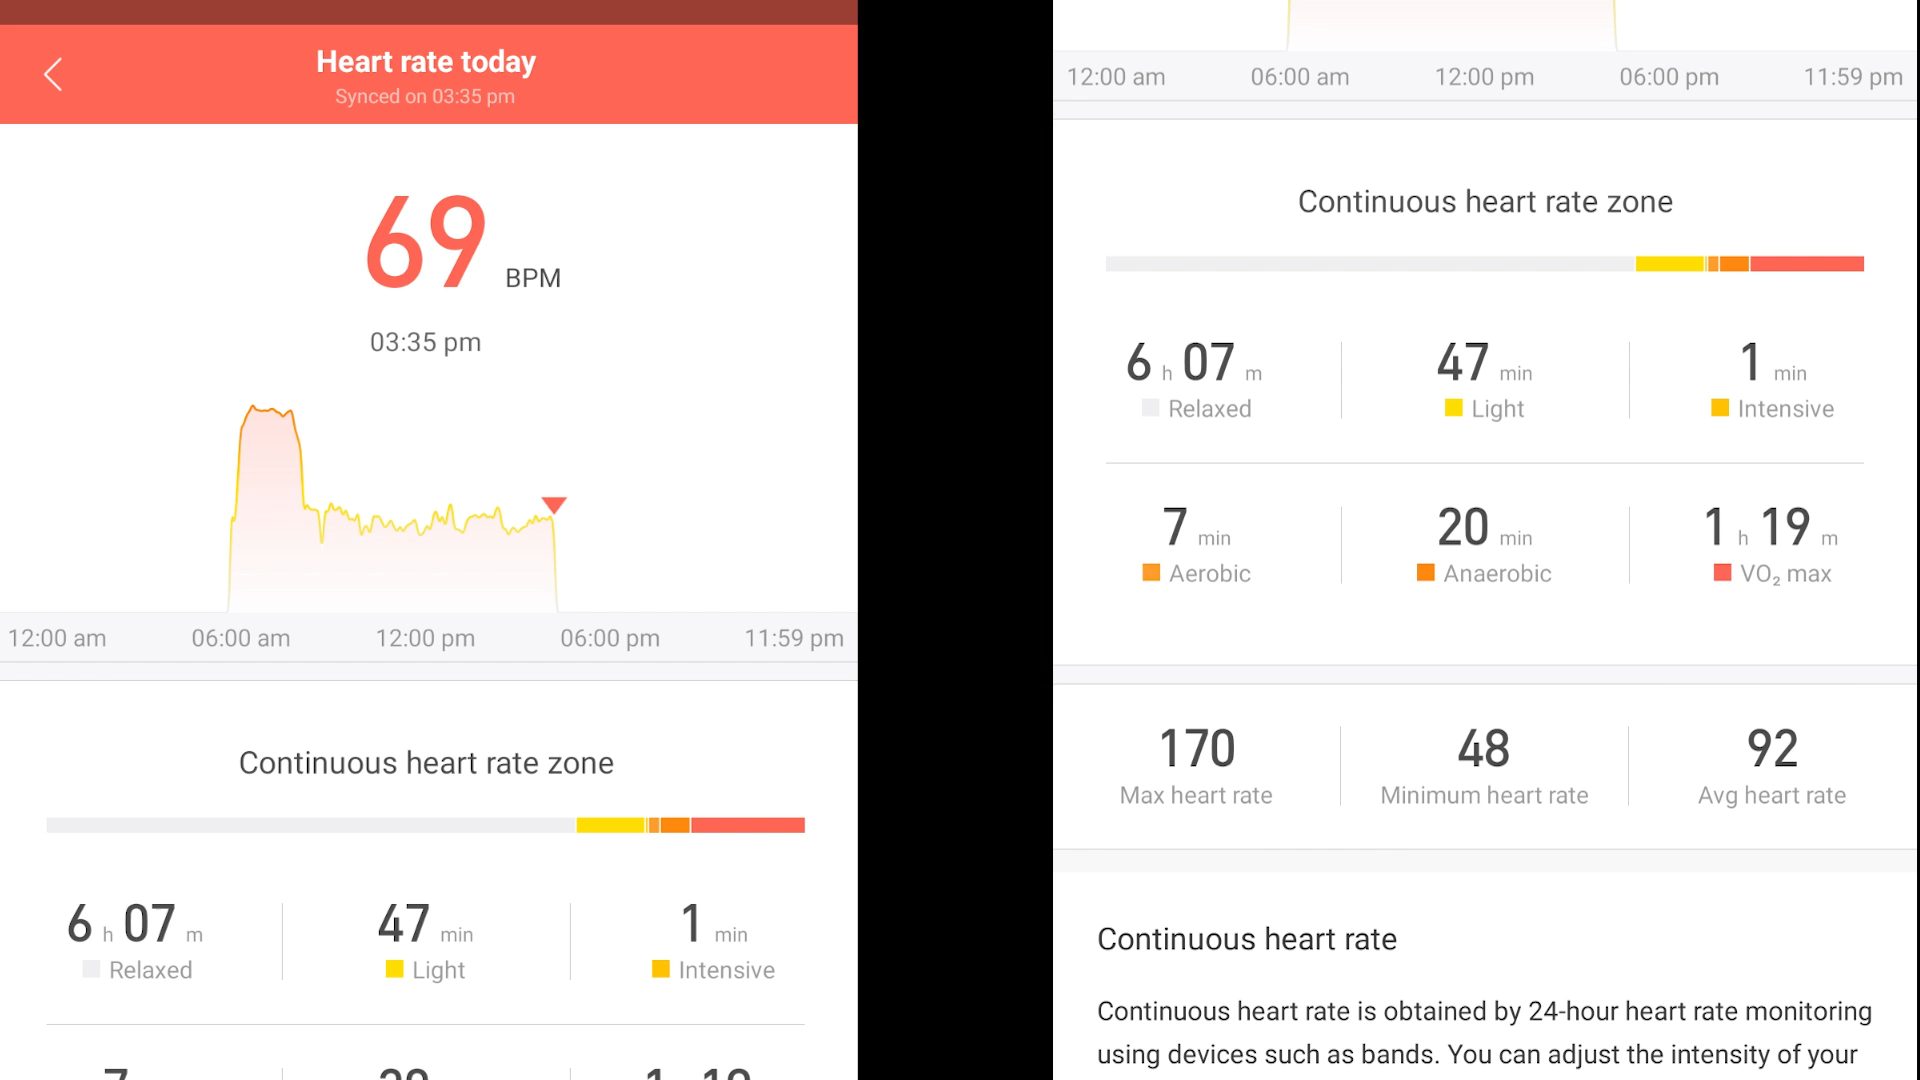 Heart rate today
Synced on 03:35 pm
69 BPM
03:35 pm
12:00 am 06:00 am 12:00 pm 06:00 pm 11:59 pm
Continuous heart rate zone
6 h 07 m 47 min 1 min
Relaxed Light Intensive
12:00 am 06:00 am 12:00 pm 06:00 pm 11:59 pm
Continuous heart rate zone
6 h 07 m 47 min 1 min
Relaxed Light Intensive
7 min 20 min 1 h 19 m
Aerobic Anaerobic VO₂ max
170 48 92
Max heart rate Minimum heart rate Avg heart rate
Continuous heart rate
Continuous heart rate is obtained by 24-hour heart rate monitoring
using devices such as bands. You can adjust the intensity of your